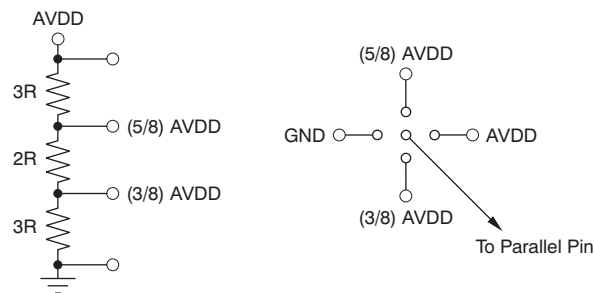 AVDD
3R
(5/8) AVDD
2R
(3/8) AVDD
3R
(5/8) AVDD
GND
AVDD
(3/8) AVDD
To Parallel Pin